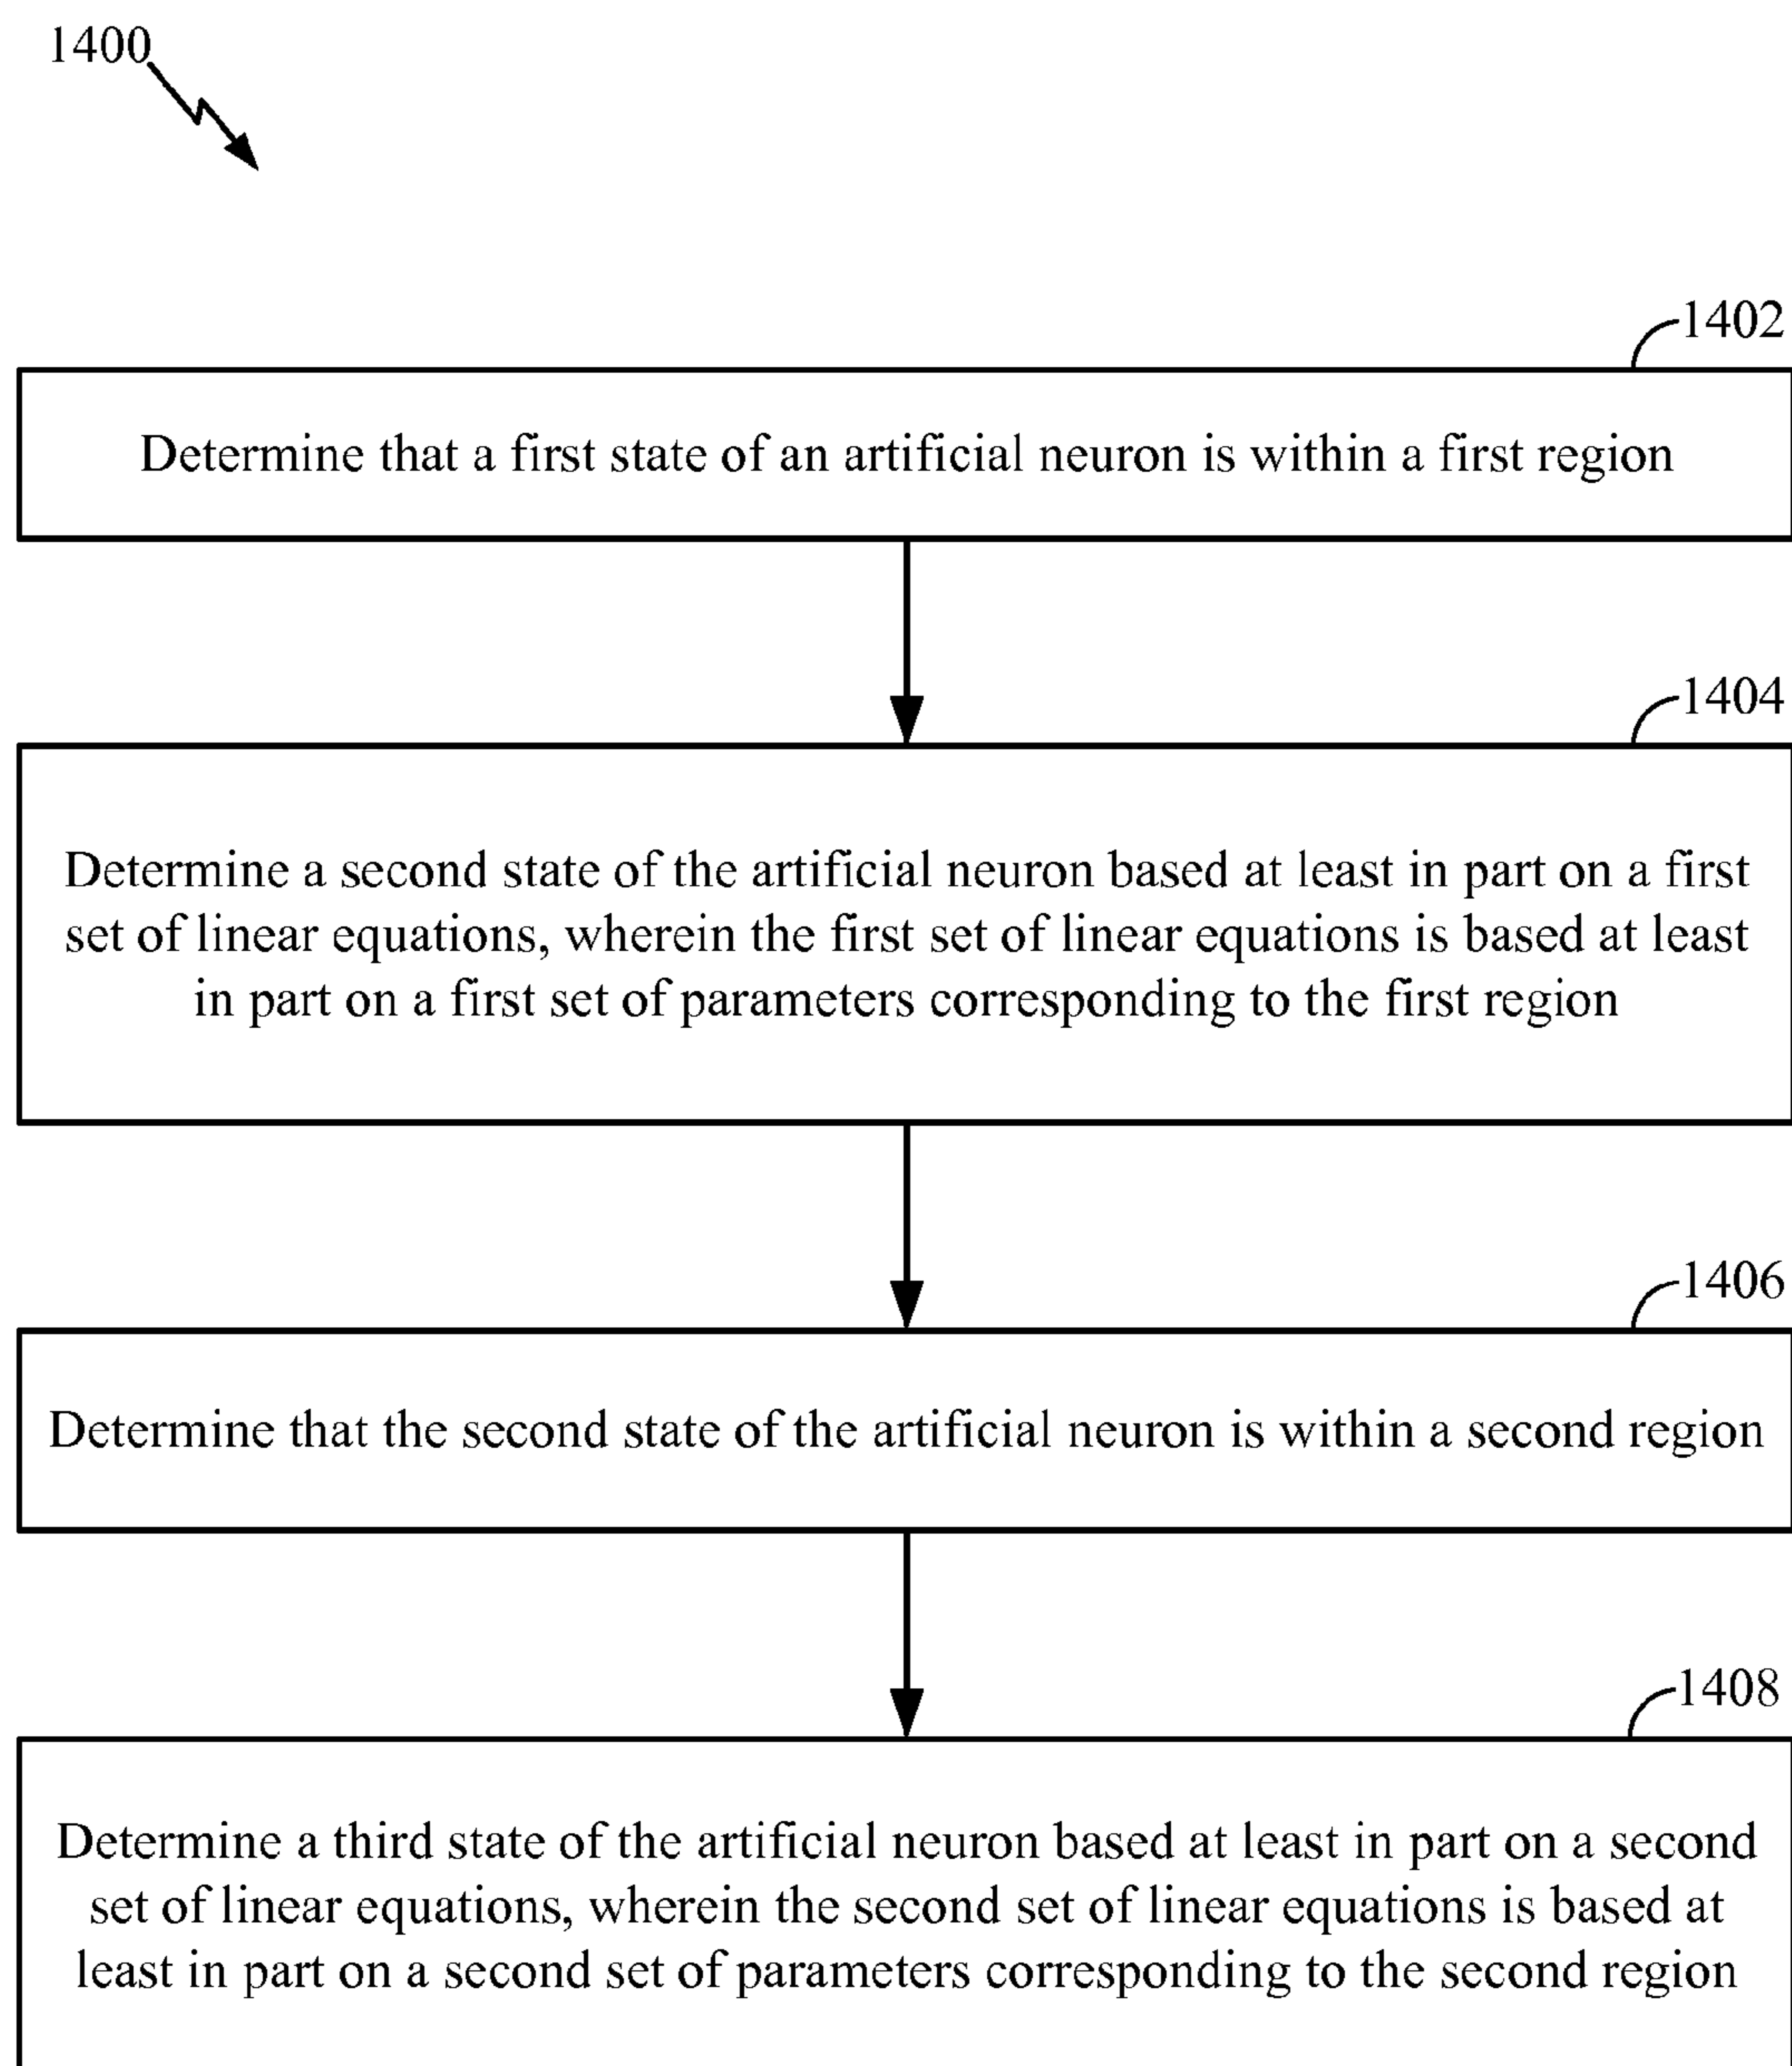 1400
1402
Determine that a first state of an artificial neuron is within a first region
1404
Determine a second state of the artificial neuron based at least in part on a first
set of linear equations, wherein the first set of linear equations is based at least
in part on a first set of parameters corresponding to the first region
1406
Determine that the second state of the artificial neuron is within a second region
1408
Determine a third state of the artificial neuron based at least in part on a second
set of linear equations, wherein the second set of linear equations is based at
least in part on a second set of parameters corresponding to the second region